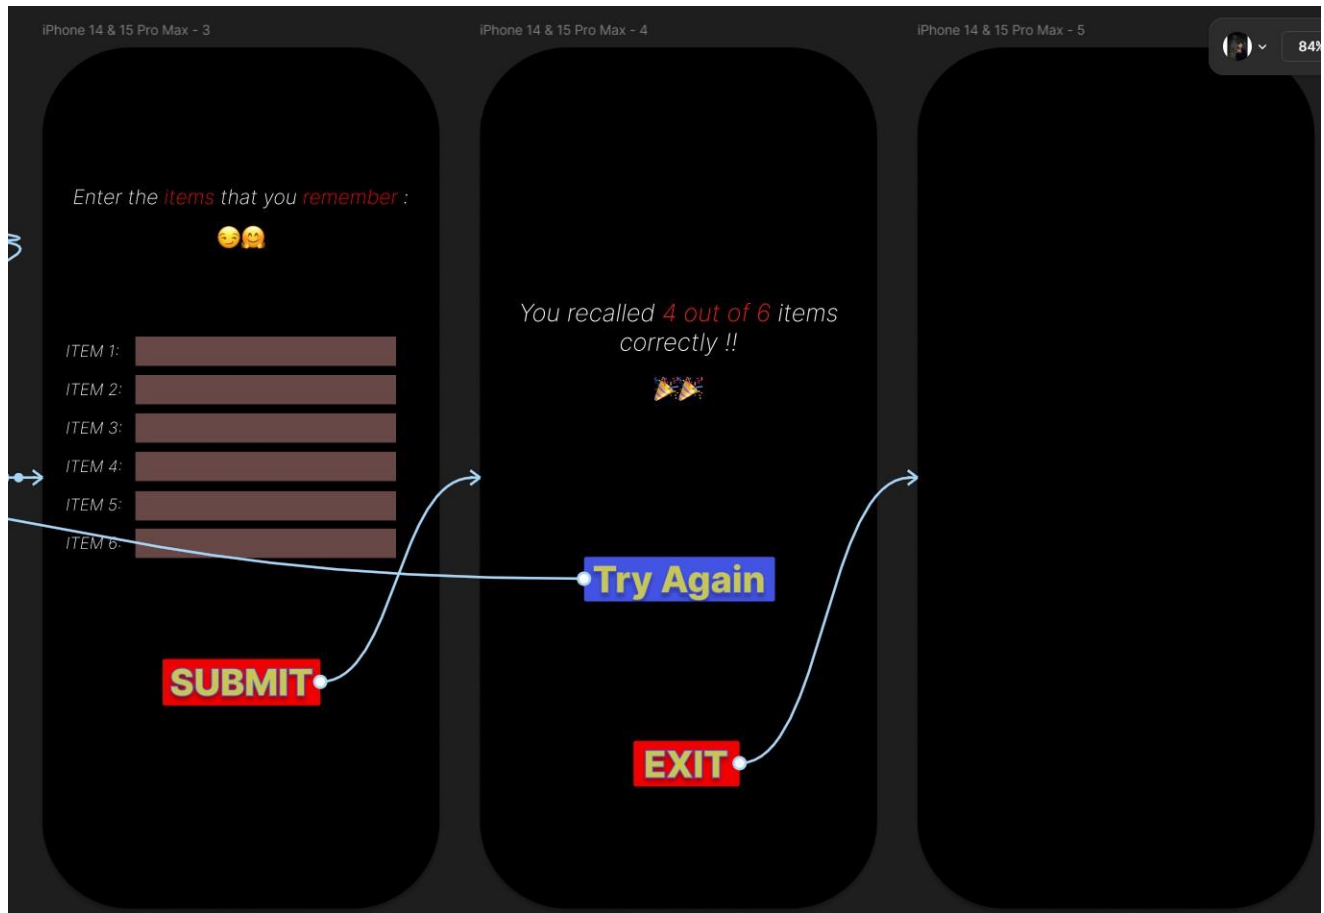 iPhone 14 & 15 Pro Max - 3
iPhone 14 & 15 Pro Max - 4
iPhone 14 & 15 Pro Max - 5
84%
Enter the items that you remember :
😏🤗
ITEM 1:
ITEM 2:
ITEM 3:
ITEM 4:
ITEM 5:
ITEM 6:
SUBMIT
You recalled 4 out of 6 items
correctly !!
🎉🎉
Try Again
EXIT